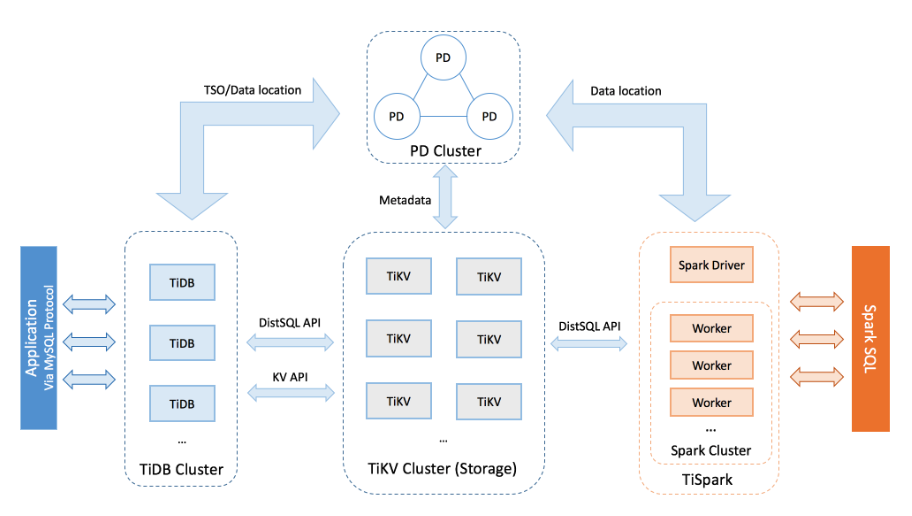 PD
PD
PD
PD Cluster
TSO/Data location
Data location
Metadata
Application
Via MySQL Protocol
TiDB
TiDB
TiDB
...
TiDB Cluster
DistSQL API
KV API
TiKV
TiKV
TiKV
TiKV
TiKV
TiKV
...
TiKV Cluster (Storage)
DistSQL API
Spark Driver
Worker
Worker
Worker
...
Spark Cluster
TiSpark
Spark SQL